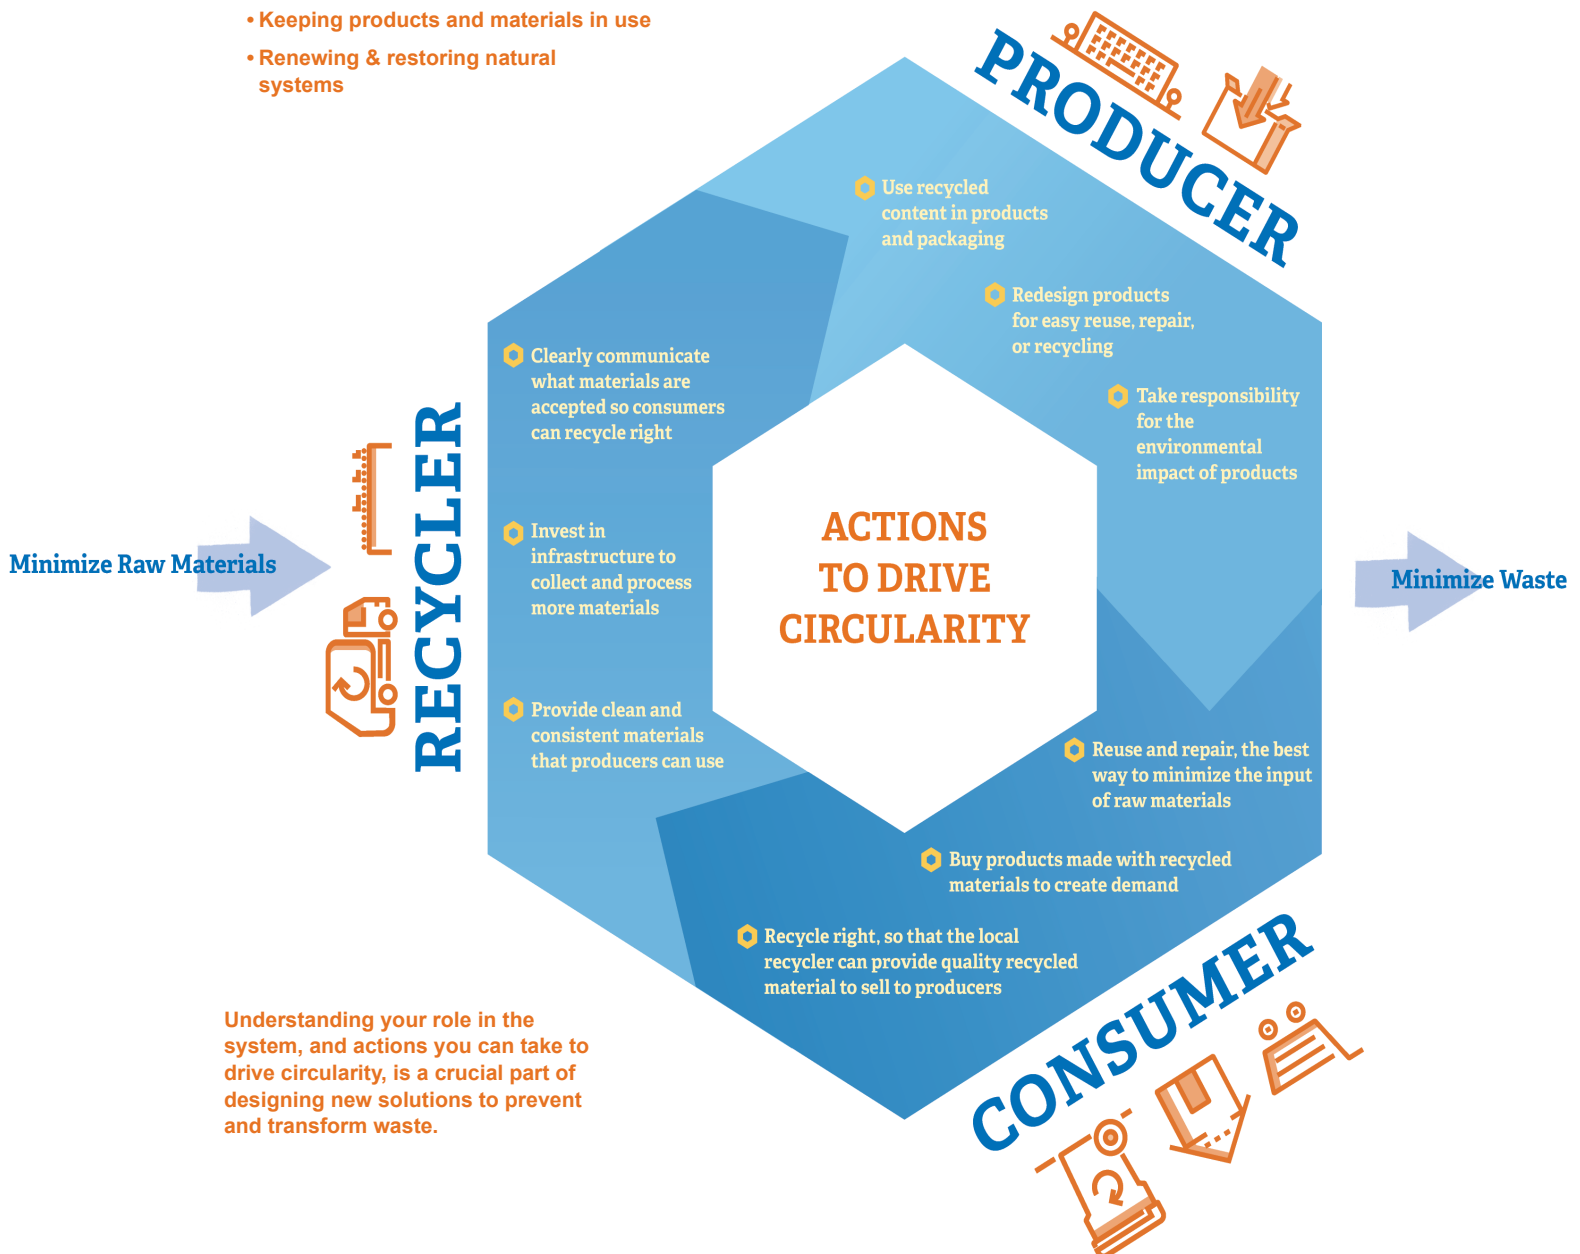 • Keeping products and materials in use
• Renewing & restoring natural
systems
PRODUCER
Use recycled
content in products
and packaging
Redesign products
for easy reuse, repair,
or recycling
Take responsibility
for the
environmental
impact of products
Clearly communicate
what materials are
accepted so consumers
can recycle right
Invest in
infrastructure to
collect and process
more materials
Provide clean and
consistent materials
that producers can use
RECYCLER
Minimize Raw Materials
ACTIONS
TO DRIVE
CIRCULARITY
Minimize Waste
Reuse and repair, the best
way to minimize the input
of raw materials
Buy products made with recycled
materials to create demand
Recycle right, so that the local
recycler can provide quality recycled
material to sell to producers
CONSUMER
Understanding your role in the
system, and actions you can take to
drive circularity, is a crucial part of
designing new solutions to prevent
and transform waste.